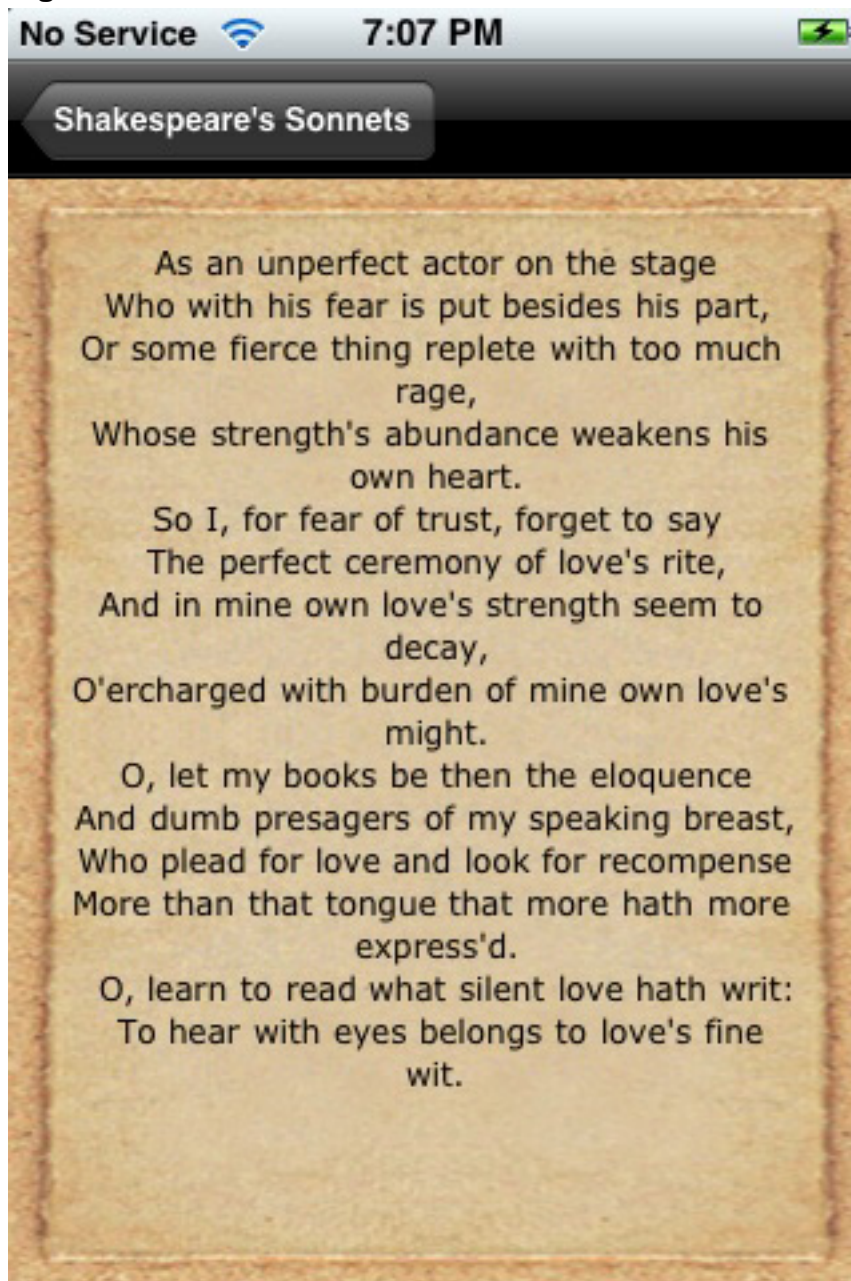 No Service 7:07 PM
Shakespeare's Sonnets
As an unperfect actor on the stage
Who with his fear is put besides his part,
Or some fierce thing replete with too much
rage,
Whose strength's abundance weakens his
own heart.
So I, for fear of trust, forget to say
The perfect ceremony of love's rite,
And in mine own love's strength seem to
decay,
O'ercharged with burden of mine own love's
might.
O, let my books be then the eloquence
And dumb presagers of my speaking breast,
Who plead for love and look for recompense
More than that tongue that more hath more
express'd.
O, learn to read what silent love hath writ:
To hear with eyes belongs to love's fine
wit.